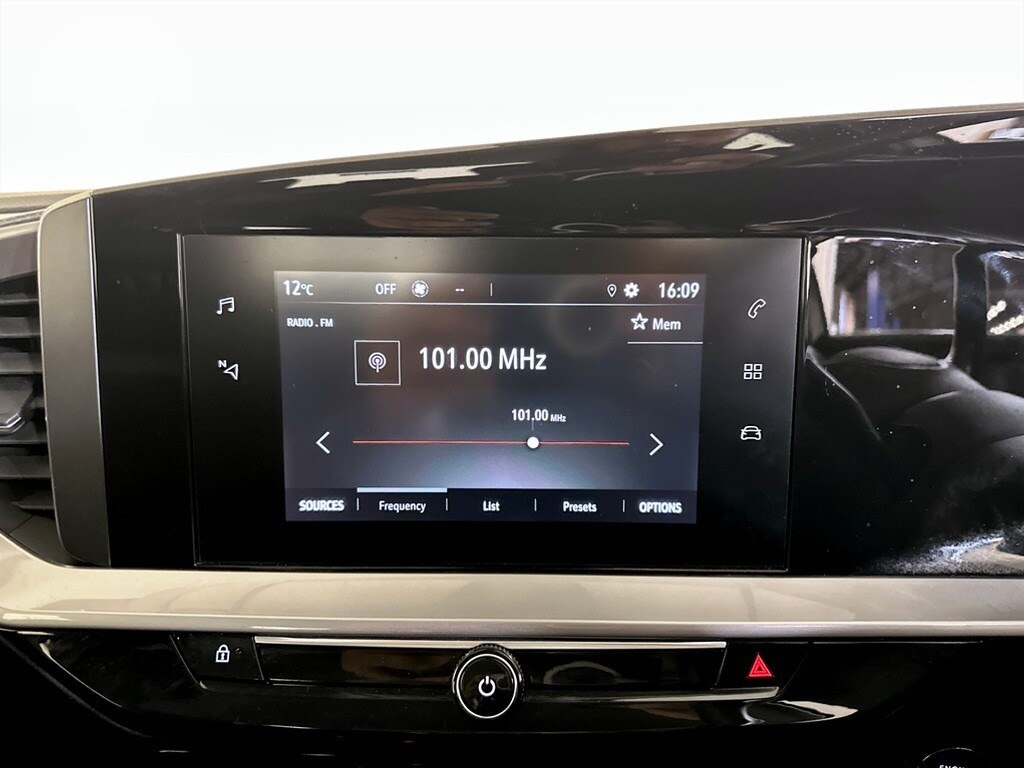 12°C OFF -- 16:09
RADIO . FM
Mem
101.00 MHz
101.00 MHz
SOURCES Frequency List Presets OPTIONS
N